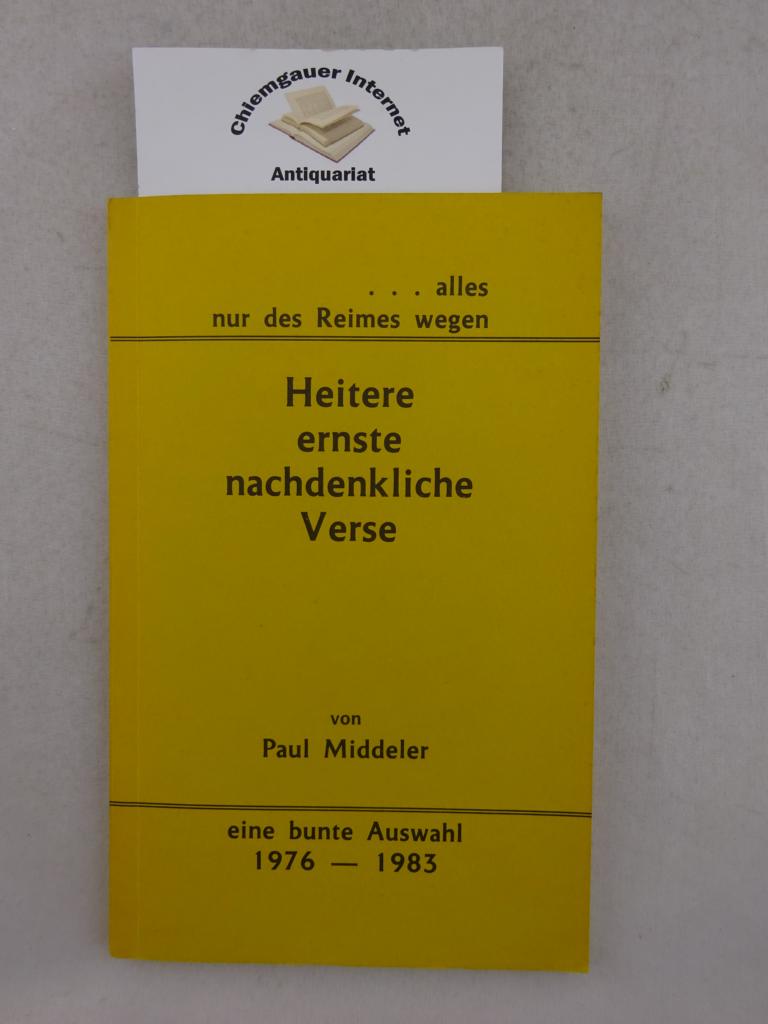 Chiemgauer Internet
Antiquariat
. . . alles
nur des Reimes wegen
Heitere
ernste
nachdenkliche
Verse
von
Paul Middeler
eine bunte Auswahl
1976 — 1983